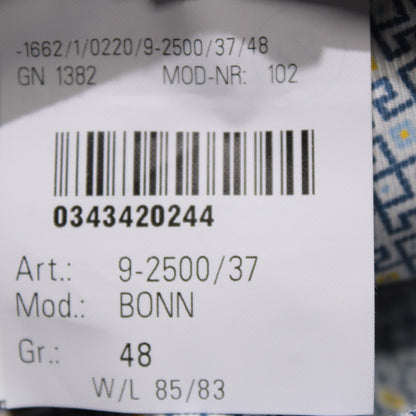 -1662/1/0220/9-2500/37/48
GN 1382 MOD-NR: 102
0343420244
Art.: 9-2500/37
Mod.: BONN
Gr.: 48
W/L 85/83